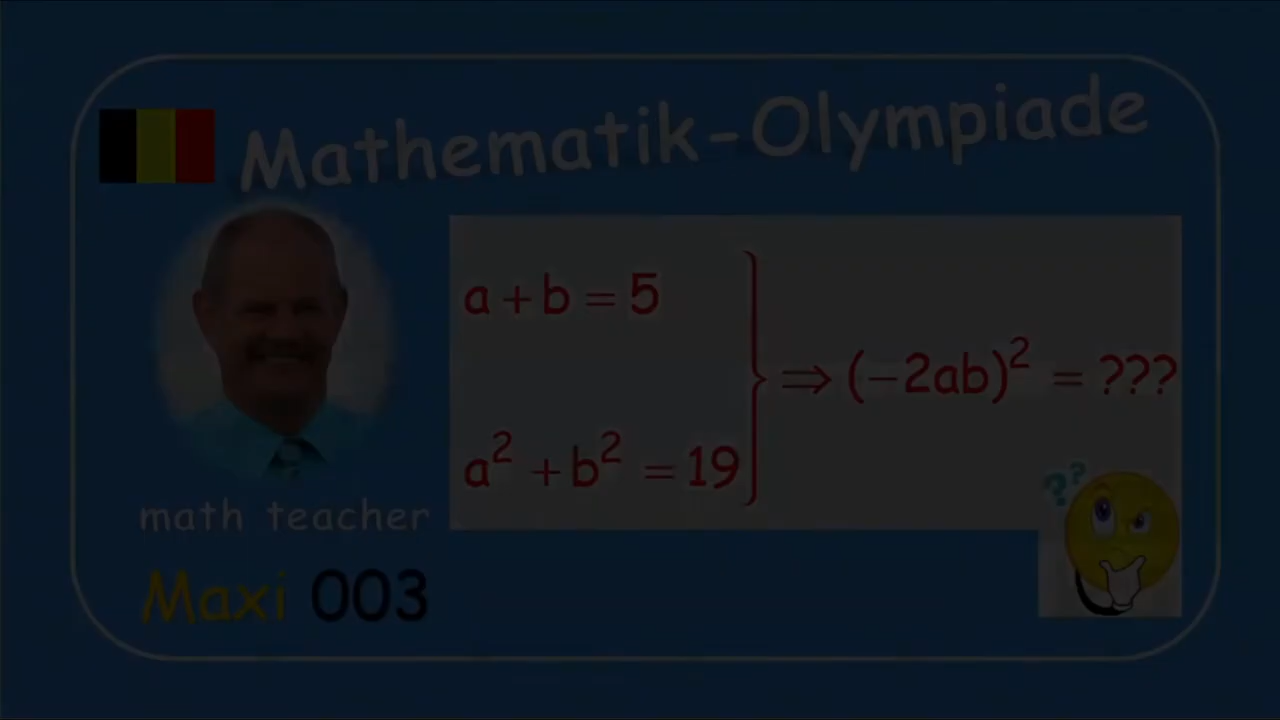 Mathematik-Olympiade
a + b = 5
a² + b² = 19
⇒ (−2ab)² = ???
??
math teacher
Maxi 003